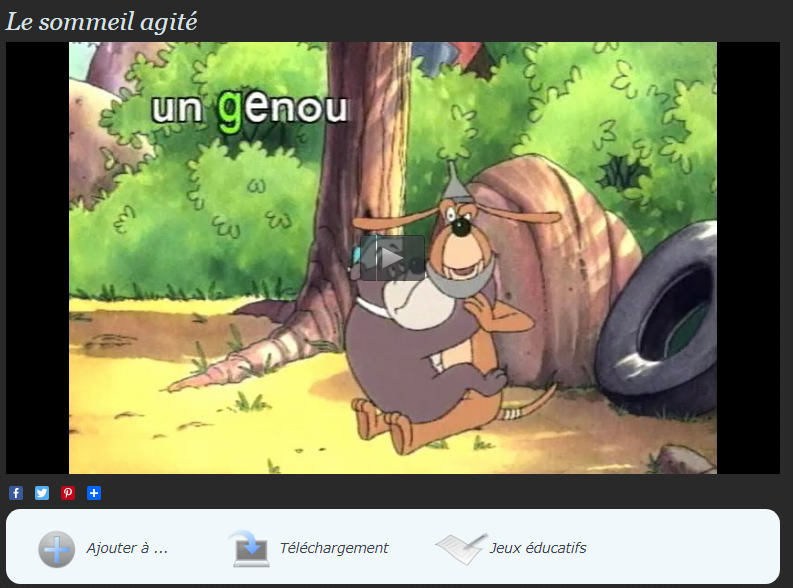 Le sommeil agité
un genou
Ajouter à ...
Téléchargement
Jeux éducatifs